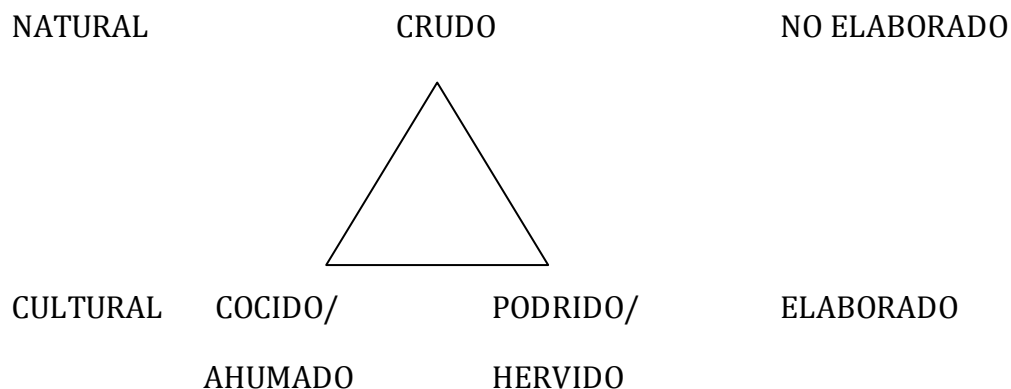 NATURAL CRUDO NO ELABORADO
CULTURAL COCIDO/ PODRIDO/ ELABORADO
AHUMADO HERVIDO